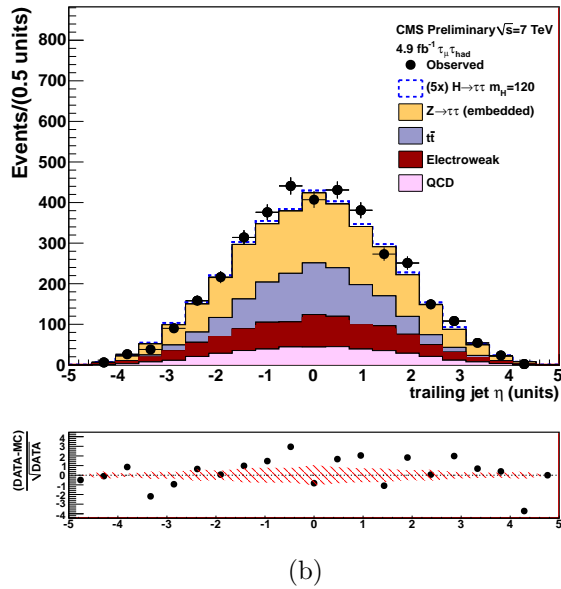 CMS Preliminary √s=7 TeV
4.9 fb⁻¹ τ_μ τ_had
Observed
(5x) H→ττ m_H=120
Z→ττ (embedded)
tt̄
Electroweak
QCD
Events/(0.5 units)
800
700
600
500
400
300
200
100
0
-5 -4 -3 -2 -1 0 1 2 3 4 5
trailing jet η (units)
(DATA-MC)
√DATA
4
3
2
1
0
-1
-2
-3
-4
-5 -4 -3 -2 -1 0 1 2 3 4 5
(b)